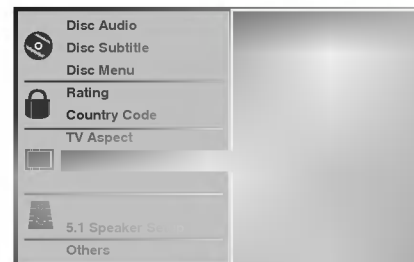 Disc Audio
Disc Subtitle
Disc Menu
Rating
Country Code
TV Aspect
5.1 Speaker
Others